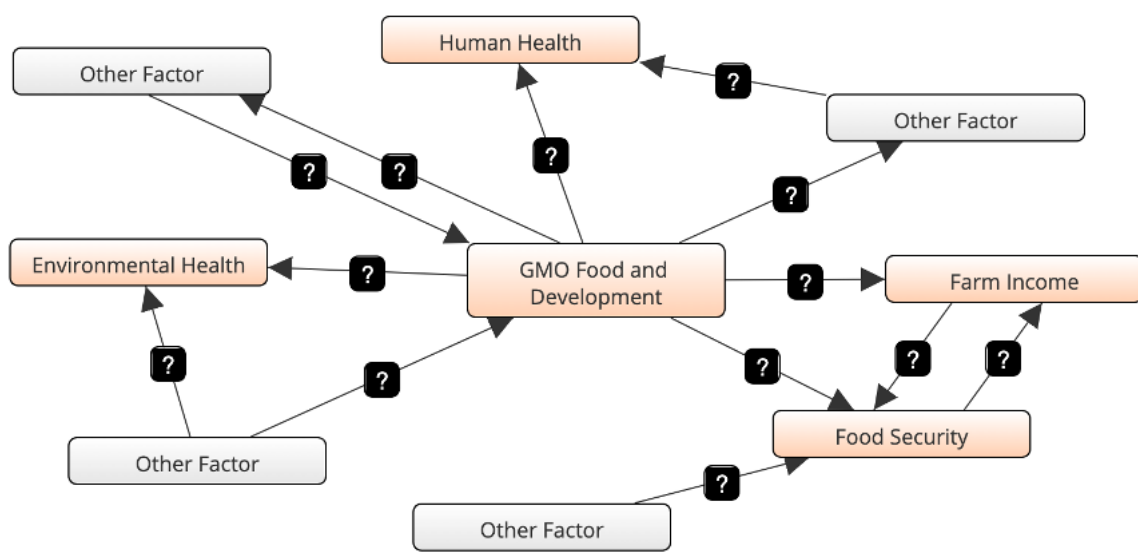 Human Health
Other Factor
?
Other Factor
?
?
?
?
Environmental Health
?
GMO Food and
Development
?
Farm Income
?
?
?
?
?
Food Security
Other Factor
?
Other Factor